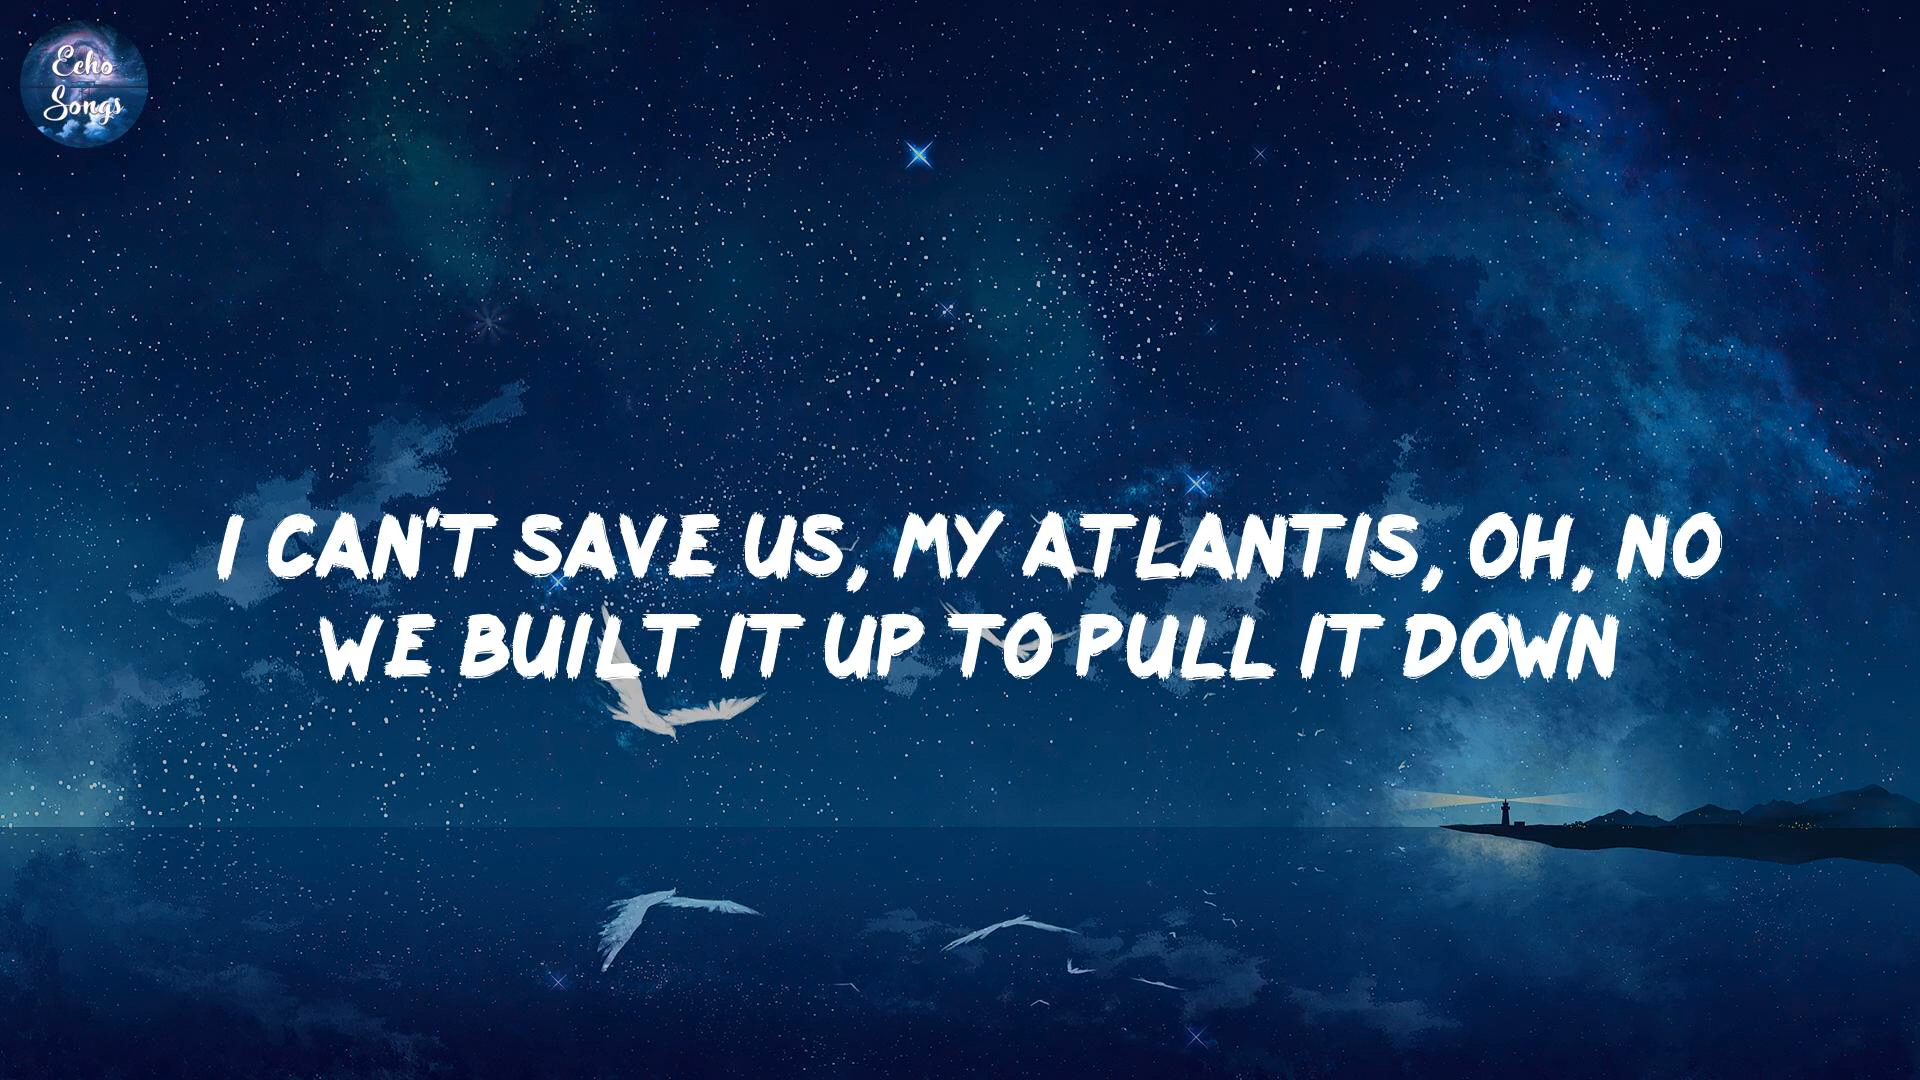 Echo
Songs
I CAN'T SAVE US, MY ATLANTIS, OH, NO
WE BUILT IT UP TO PULL IT DOWN